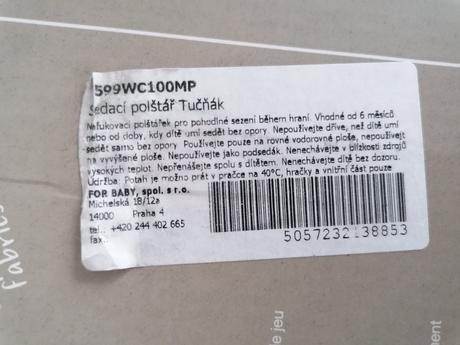 599WC100MP
Sedací polštář Tučňák
Nafukovací polštářek pro pohodlné sezení během hraní. Vhodné od 6 měsíců
nebo od doby, kdy dítě umí sedět bez opory. Nepoužívejte dříve, než dítě umí
sedět samo bez opory. Používejte pouze na rovné vodorovné ploše, nepoužívejt
na vyvýšené ploše. Nepoužívejte jako podsedák. Nenechávejte v blízkosti zdrojů
vysokých teplot. Nepřenášejte spolu s dítětem. Nenechávejte dítě bez dozoru.
Údržba: Potah je možno prát v pračce na 40°C, hračky a vnitřní část pouze
FOR BABY, spol. s r.o.
Michelská 18/12a
14000 Praha 4
tel.: +420 244 402 665
fax.:
5057232138853
fabrics
e jeu
ment